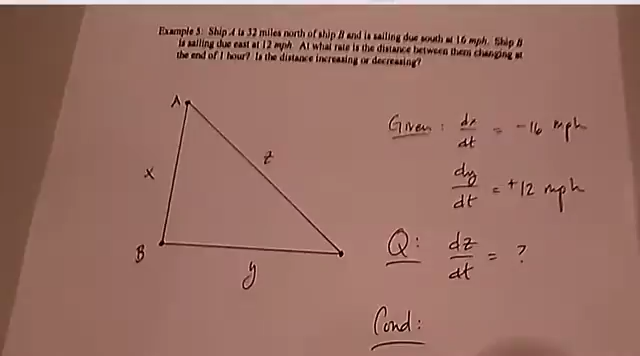 Example 5: Ship A is 32 miles north of ship B and is sailing due south at 16 mph. Ship B
is sailing due east at 12 mph. At what rate is the distance between them changing at
the end of 1 hour? Is the distance increasing or decreasing?
A
x
z
B
y
Given: dx/dt = -16 mph
dy/dt = +12 mph
Q: dz/dt = ?
Cond: